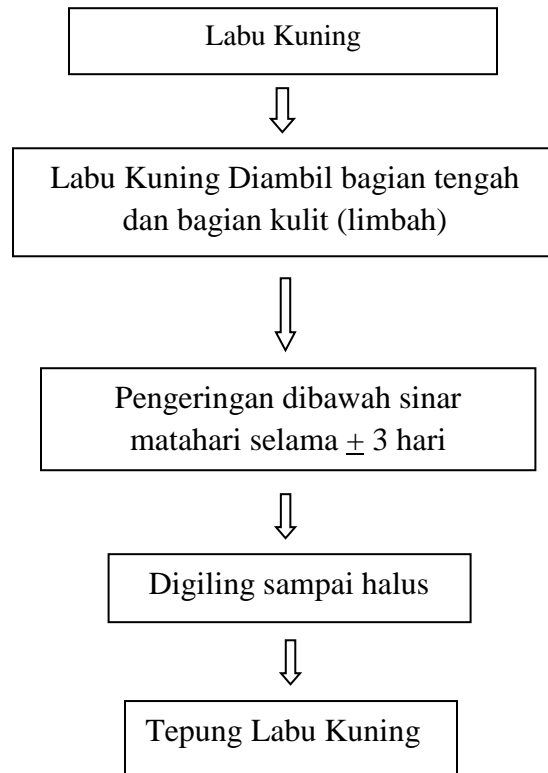 Labu Kuning
Labu Kuning Diambil bagian tengah
dan bagian kulit (limbah)
Pengeringan dibawah sinar
matahari selama ± 3 hari
Digiling sampai halus
Tepung Labu Kuning